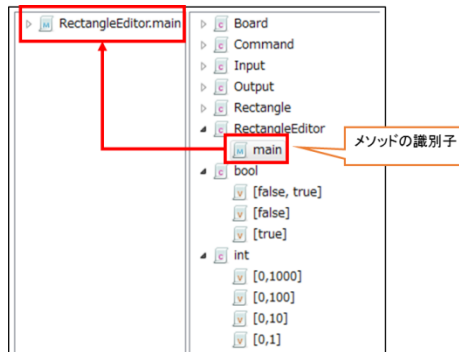 RectangleEditor.main
Board
Command
Input
Output
Rectangle
RectangleEditor
main
メソッドの識別子
bool
[false, true]
[false]
[true]
int
[0,1000]
[0,100]
[0,10]
[0,1]